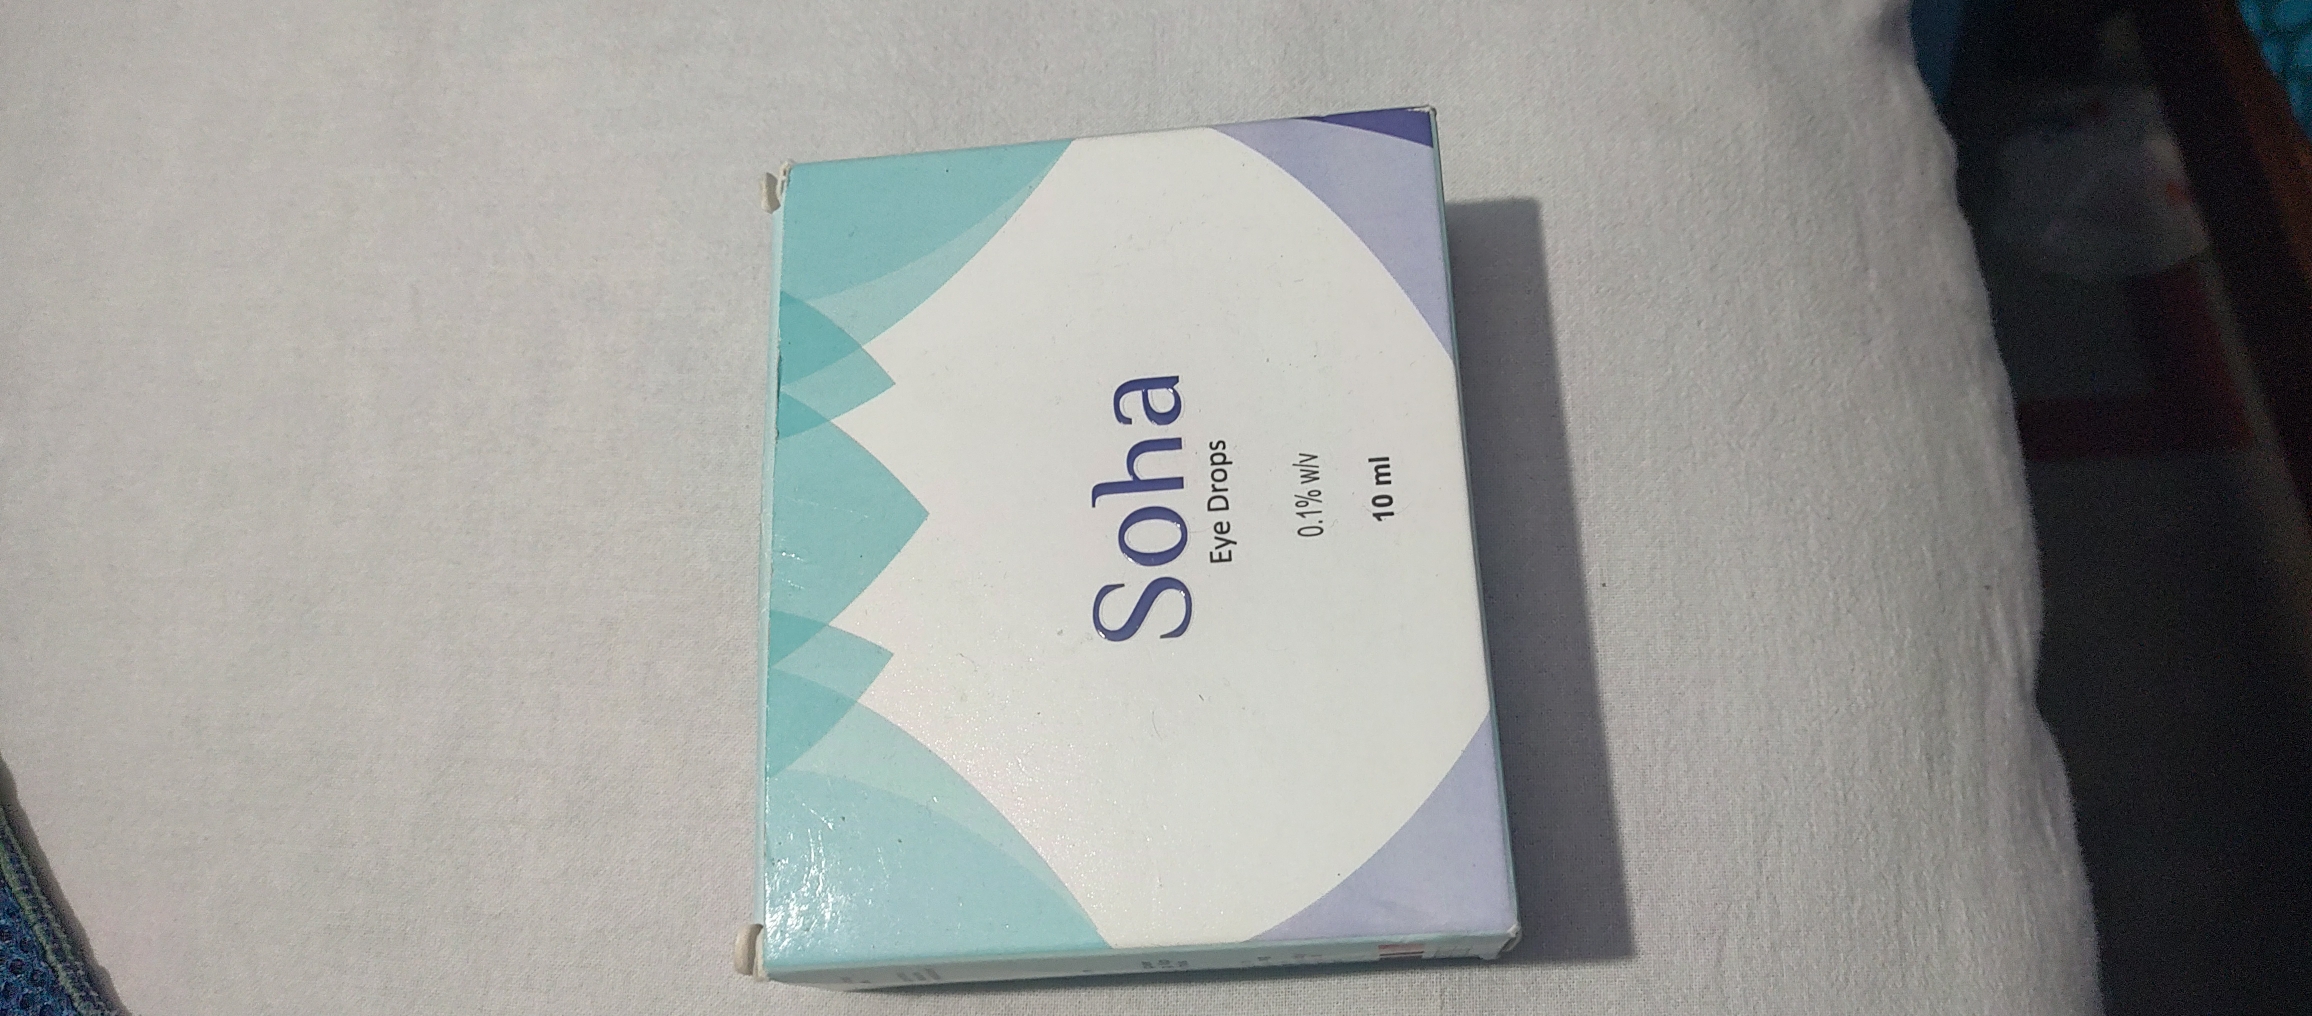 Soha
Eye Drops
0.1% w/v
10 ml